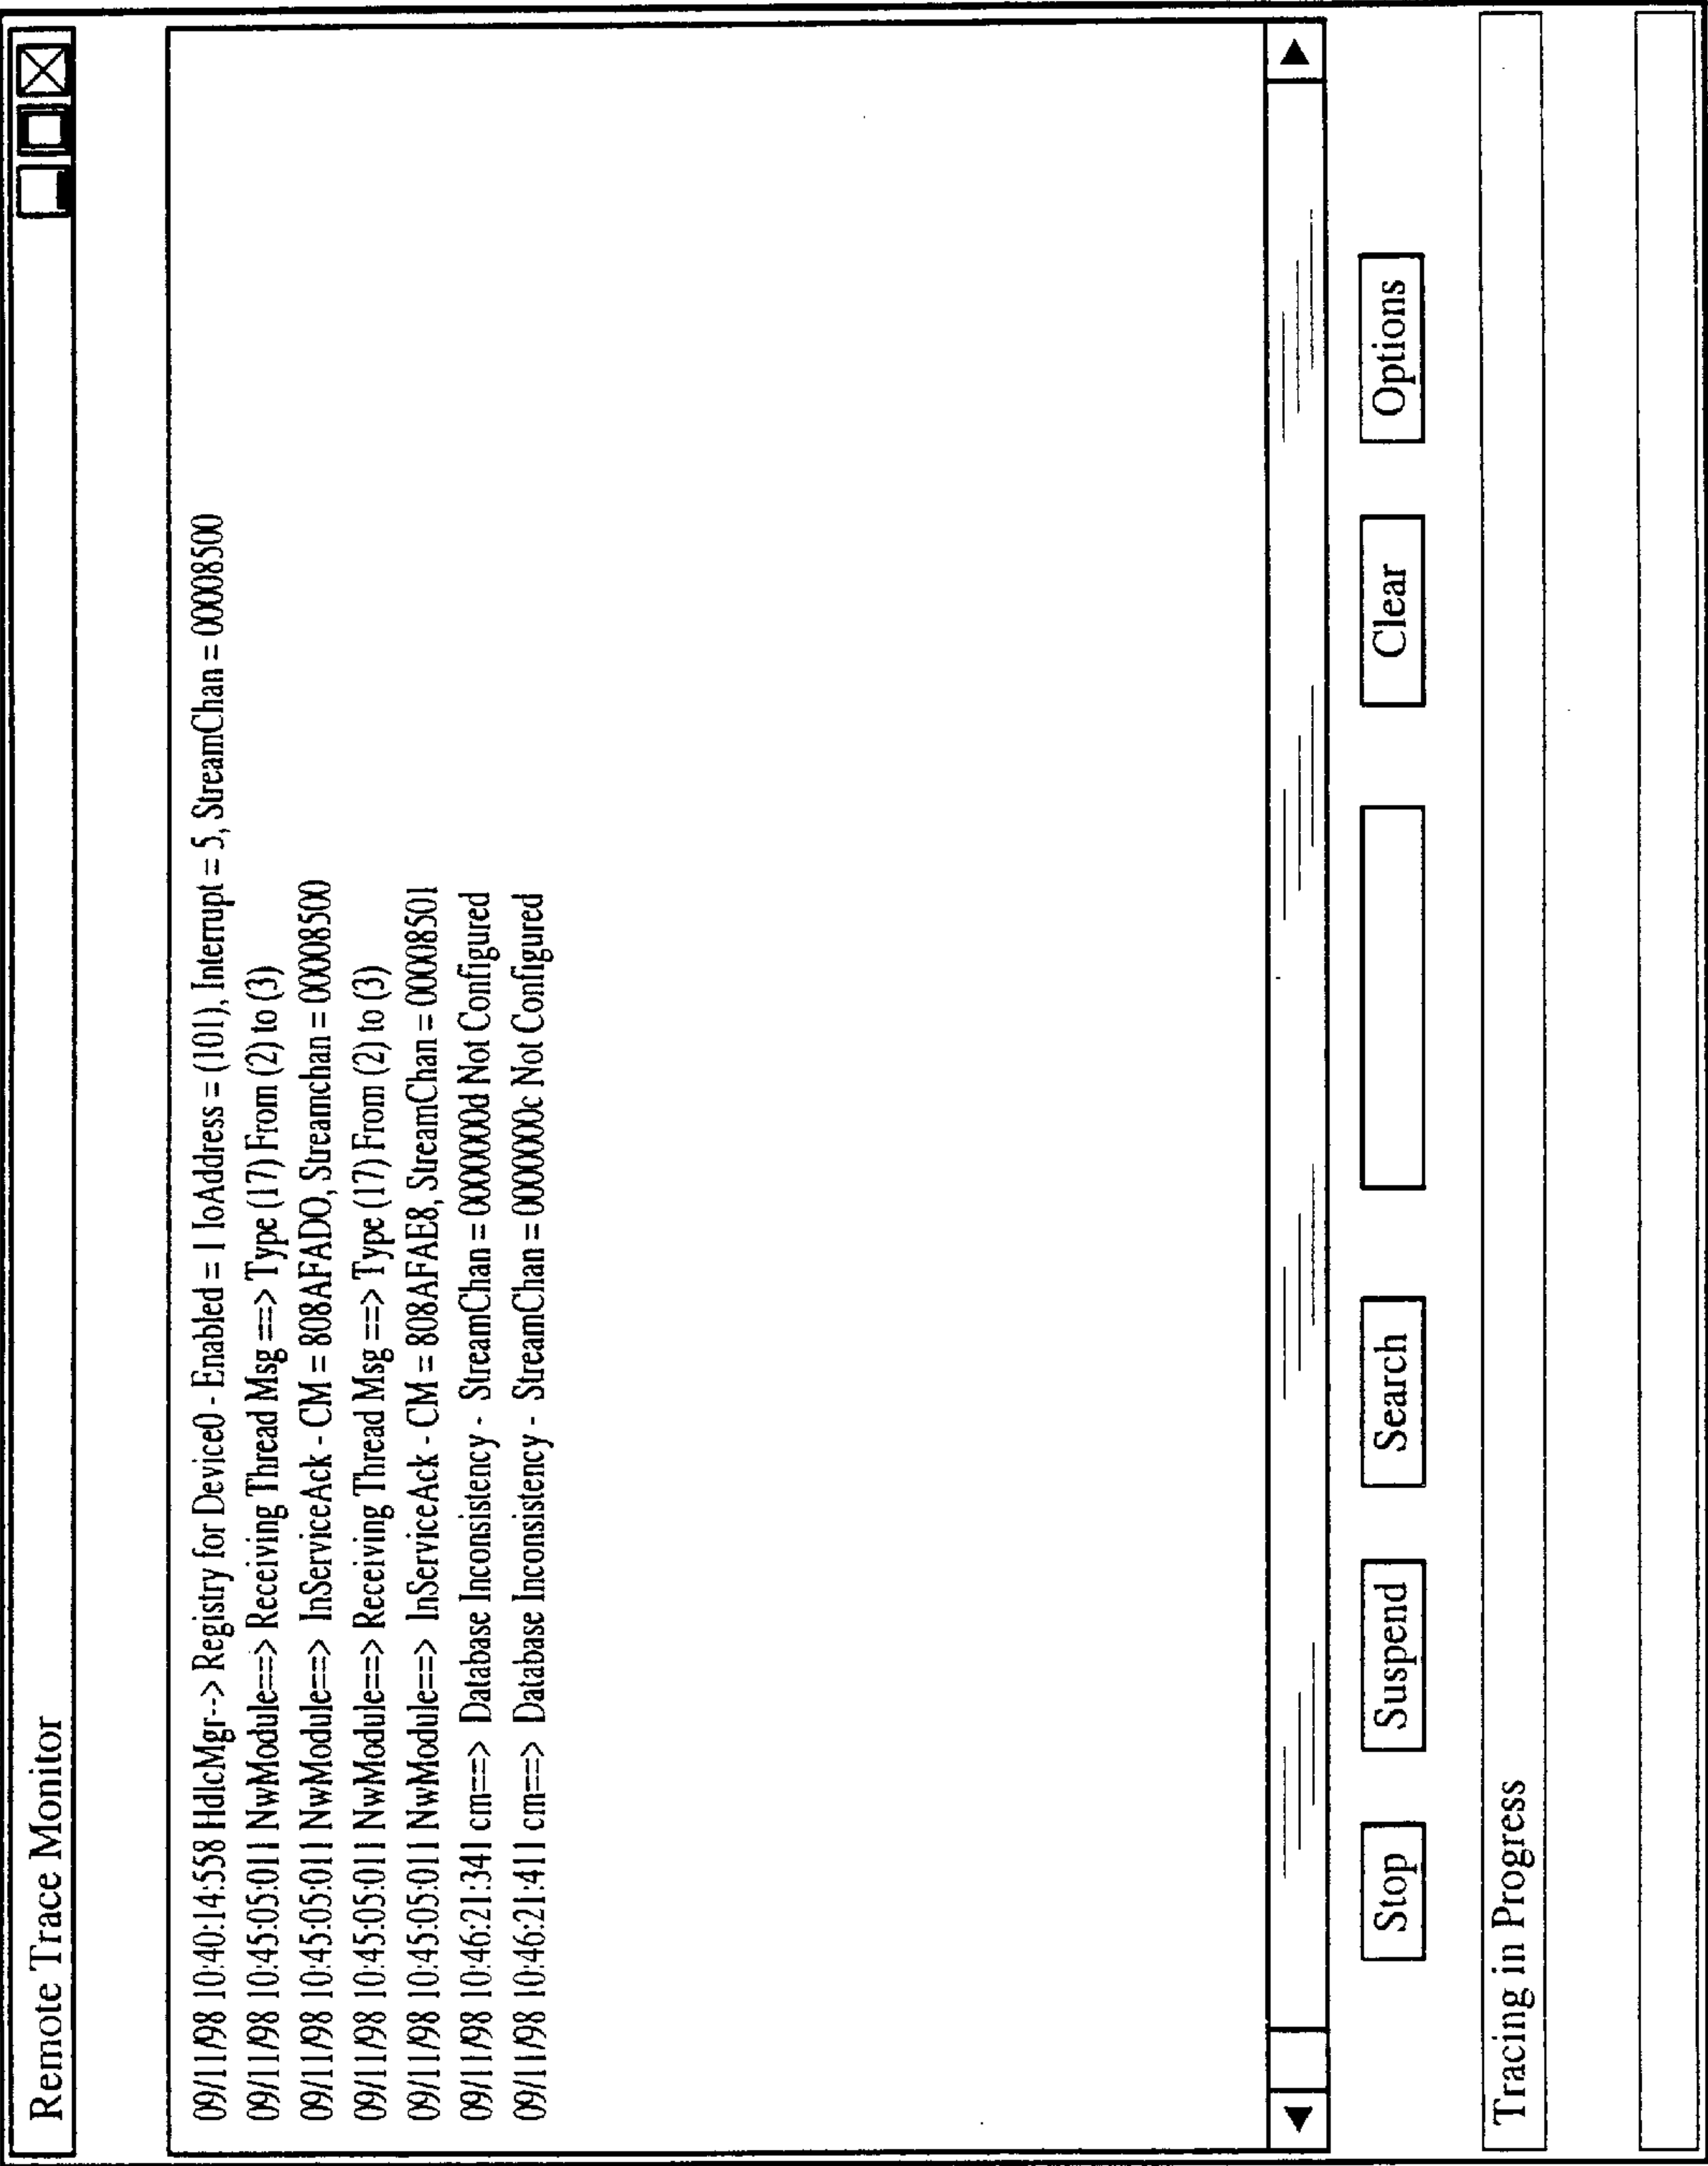 Remote Trace Monitor
09/11/98 10:40:14:558 HdlcMgr--> Registry for Device0 - Enabled = 1 IoAddress = (101), Interrupt = 5, StreamChan = 00008500
09/11/98 10:45:05:011 NwModule==> Receiving Thread Msg ==> Type (17) From (2) to (3)
09/11/98 10:45:05:011 NwModule==> InServiceAck - CM = 808AFAD0, Streamchan = 00008500
09/11/98 10:45:05:011 NwModule==> Receiving Thread Msg ==> Type (17) From (2) to (3)
09/11/98 10:45:05:011 NwModule==> InServiceAck - CM = 808AFAE8, StreamChan = 00008501
09/11/98 10:46:21:341 cm==> Database Inconsistency - StreamChan = 000000d Not Configured
09/11/98 10:46:21:411 cm==> Database Inconsistency - StreamChan = 000000c Not Configured
Stop Suspend Search Clear Options
Tracing in Progress